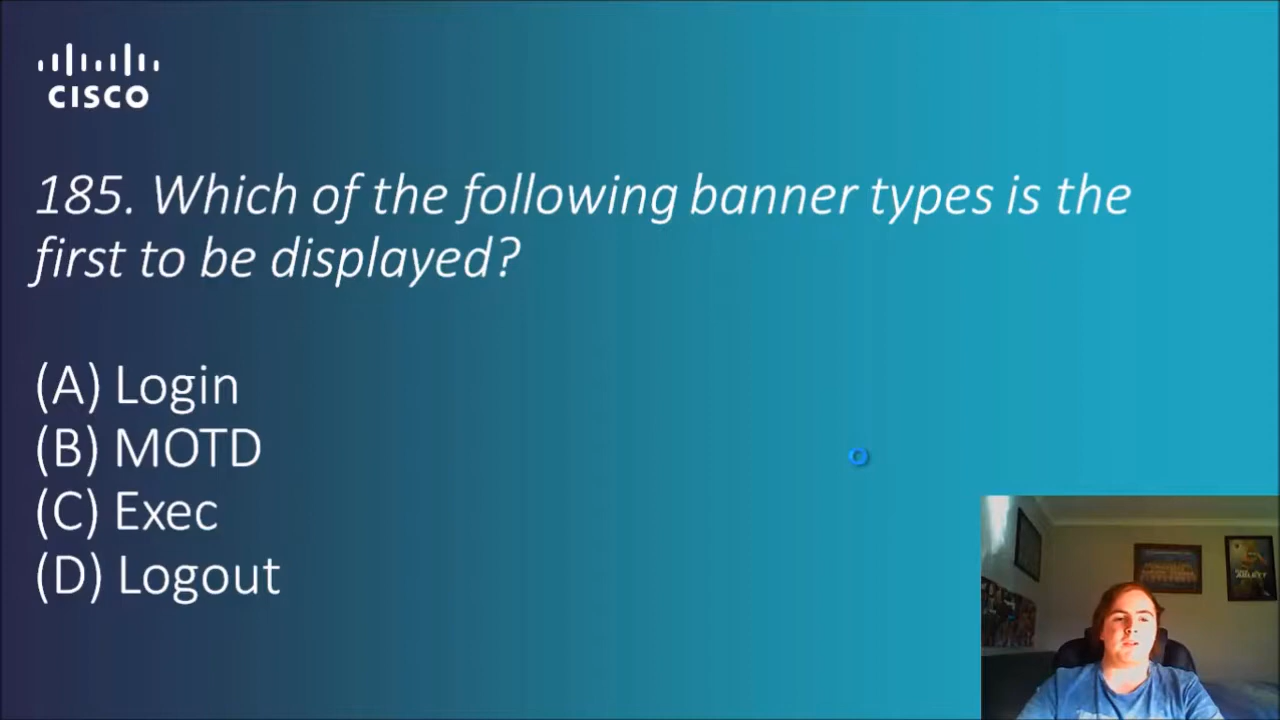 CISCO
185. Which of the following banner types is the
first to be displayed?
(A) Login
(B) MOTD
(C) Exec
(D) Logout